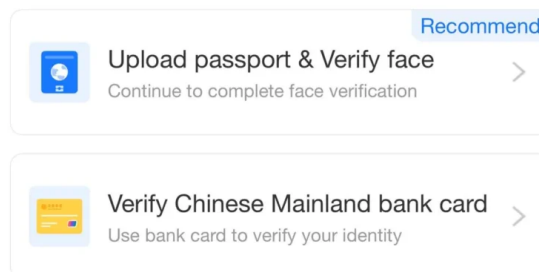 Recommend
Upload passport & Verify face
Continue to complete face verification
Verify Chinese Mainland bank card
Use bank card to verify your identity